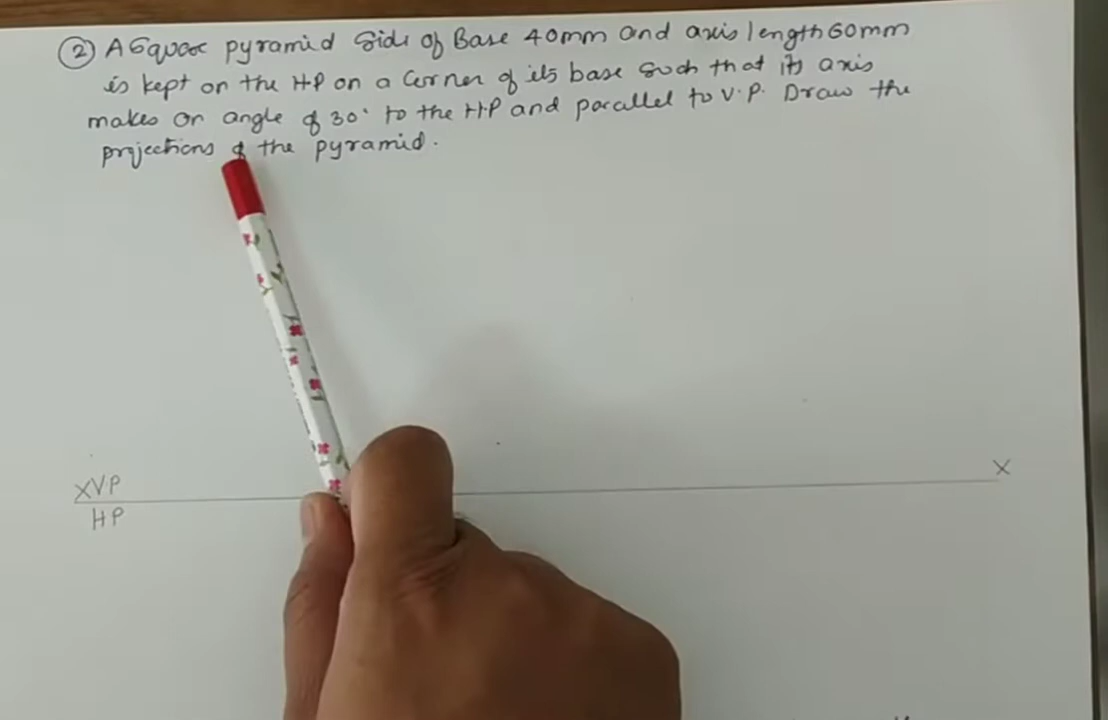 ② A Square pyramid Side of Base 40mm and axis length 60mm
is kept on the H.P on a Corner of its base Such that its axis
makes an angle of 30° to the H.P and parallel to V.P. Draw the
projections of the pyramid.
X VP X
HP